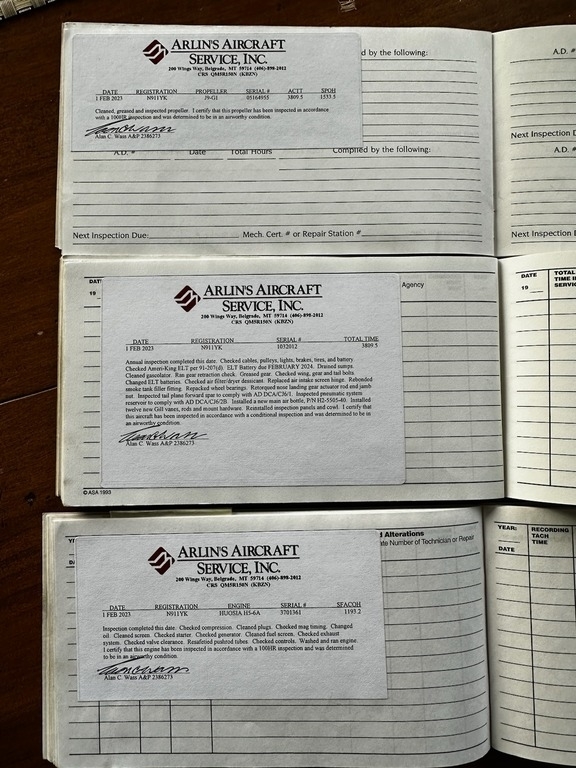 ARLIN'S AIRCRAFT
SERVICE, INC.
200 Wings Way, Belgrade, MT 59714 (406)-898-2012
CRS QM5R150N (KBZN)
d by the following:
A.D. #
DATE REGISTRATION PROPELLER SERIAL # ACTT SPOH
1 FEB 2023 N911YK J9-G1 05164955 3809.5 1533.5
Cleaned, greased and inspected propeller. I certify that this propeller has been inspected in accordance
with a 100HR inspection and was determined to be in an airworthy condition.
Alan C. Wass A&P 2386273
A.D. # Date Total Hours Compiled by the following:
Next Inspection D
A.D. #
Next Inspection Due: Mech. Cert. # or Repair Station #
Next Inspection D
DAT
19
ARLIN'S AIRCRAFT
SERVICE, INC.
200 Wings Way, Belgrade, MT 59714 (406)-898-2012
CRS QM5R150N (KBZN)
Agency
DATE
19
TOTAL
TIME I
SERVIC
DATE REGISTRATION SERIAL # TOTAL TIME
1 FEB 2023 N911YK 1032012 3809.5
Annual inspection completed this date. Checked cables, pulleys, lights, brakes, tires, and battery
Checked Ameri-King ELT per 91-207(d). ELT Battery due FEBRUARY 2024. Drained sumps.
Cleaned gascolator. Ran gear retraction check. Greased gear. Checked wing, gear and tail bolts.
Changed ELT batteries. Checked air filter/dryer dessicant. Replaced air intake screen hinge. Rebonded
smoke tank filler fitting. Repacked wheel bearings. Retorqued nose landing gear actuator rod end jamb
nut. Inspected tail plane forward spar to comply with AD DCA/C36/1. Inspected pneumatic system
reservoir to comply with AD DCA/C36/2B. Installed a new main air bottle, P/N H2-5505-40. Installed
twelve new Gill vanes, rods and mount hardware. Reinstalled inspection panels and cowl. I certify that
this aircraft has been inspected in accordance with a conditional inspection and was determined to be in
an airworthy condition.
Alan C. Wass A&P 2386273
© ASA 1993
d Alterations
te Number of Technician or Repair
YEAR:
DATE
RECORDING
TACH
TIME
ARLIN'S AIRCRAFT
SERVICE, INC.
200 Wings Way, Belgrade, MT 59714 (406)-898-2012
CRS QM5R150N (KBZN)
DATE REGISTRATION ENGINE SERIAL # SFACOH
1 FEB 2023 N911YK HUOSIA H5-6A 3701361 1193.2
Inspection completed this date. Checked compression. Cleaned plugs. Checked mag timing. Changed
oil. Cleaned screen. Checked starter. Checked generator. Cleaned fuel screen. Checked exhaust
system. Checked valve clearance. Resafetied pushrod tubes. Checked controls. Washed and ran engine.
I certify that this engine has been inspected in accordance with a 100HR inspection and was determined
to be in an airworthy condition.
Alan C. Wass A&P 2386273